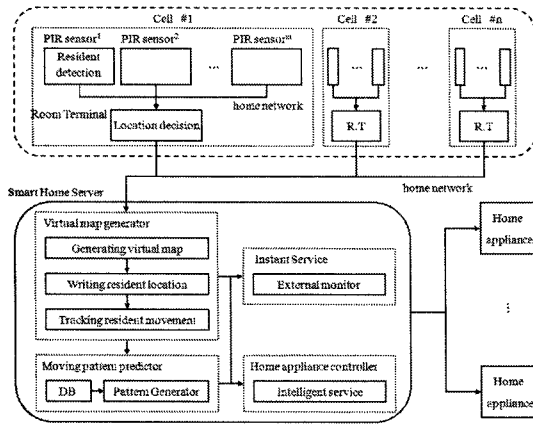 Cell #1
Cell #2
Cell #n
PIR sensor1
PIR sensor2
...
PIR sensorm
Resident
detection
...
...
...
home network
Room Terminal
Location decision
R.T
R.T
home network
Smart Home Server
Virtual map generator
Generating virtual map
Writing resident location
Tracking resident movement
Instant Service
External monitor
Moving pattern predictor
DB
Pattern Generator
Home appliance controller
Intelligent service
Home
appliance
...
Home
appliance